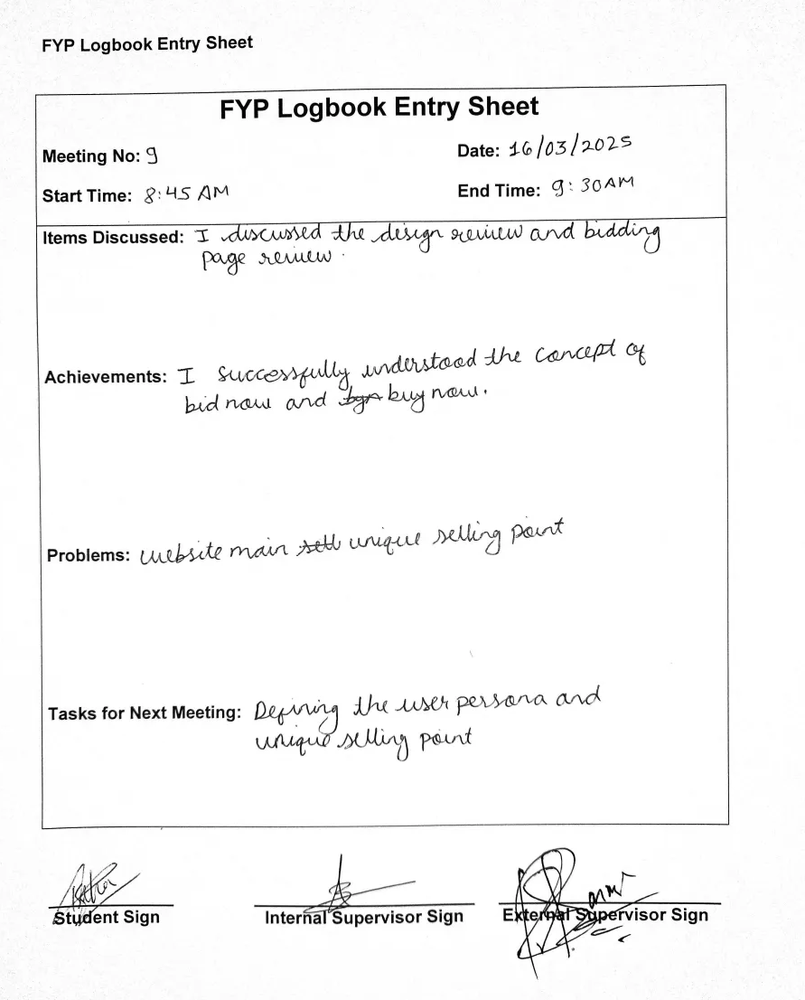 FYP Logbook Entry Sheet
FYP Logbook Entry Sheet
Meeting No: 9
Date: 16/03/2025
Start Time: 8:45 AM
End Time: 9:30AM
Items Discussed: I discussed the design review and bidding
page review.
Achievements: I successfully understood the concept of
bid now and buy now.
Problems: website main unique selling point
Tasks for Next Meeting: Defining the user persona and
unique selling point
Student Sign
Internal Supervisor Sign
External Supervisor Sign